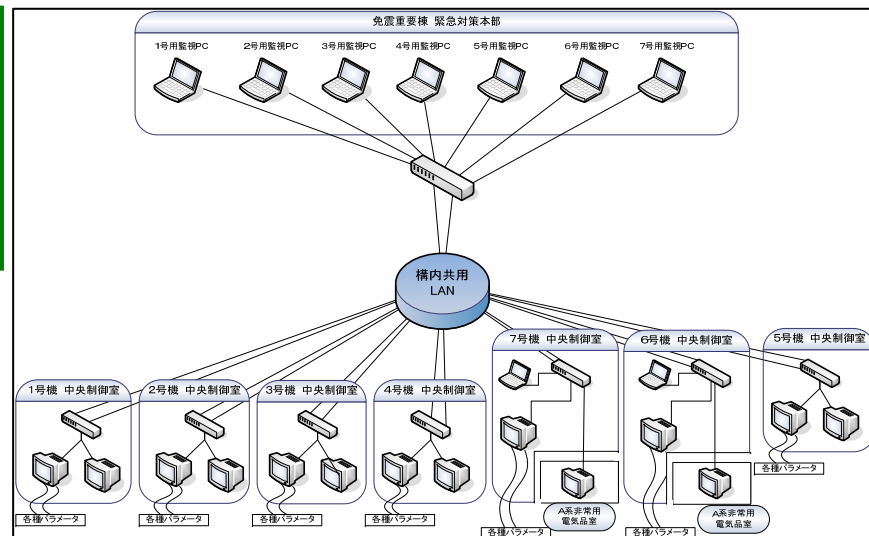 免震重要棟 緊急対策本部
1号用監視PC 2号用監視PC 3号用監視PC 4号用監視PC 5号用監視PC 6号用監視PC 7号用監視PC
構内共用
LAN
1号機 中央制御室
各種パラメータ
2号機 中央制御室
各種パラメータ
3号機 中央制御室
各種パラメータ
4号機 中央制御室
各種パラメータ
7号機 中央制御室
各種パラメータ
A系非常用
電気品室
6号機 中央制御室
各種パラメータ
A系非常用
電気品室
5号機 中央制御室
各種パラメータ